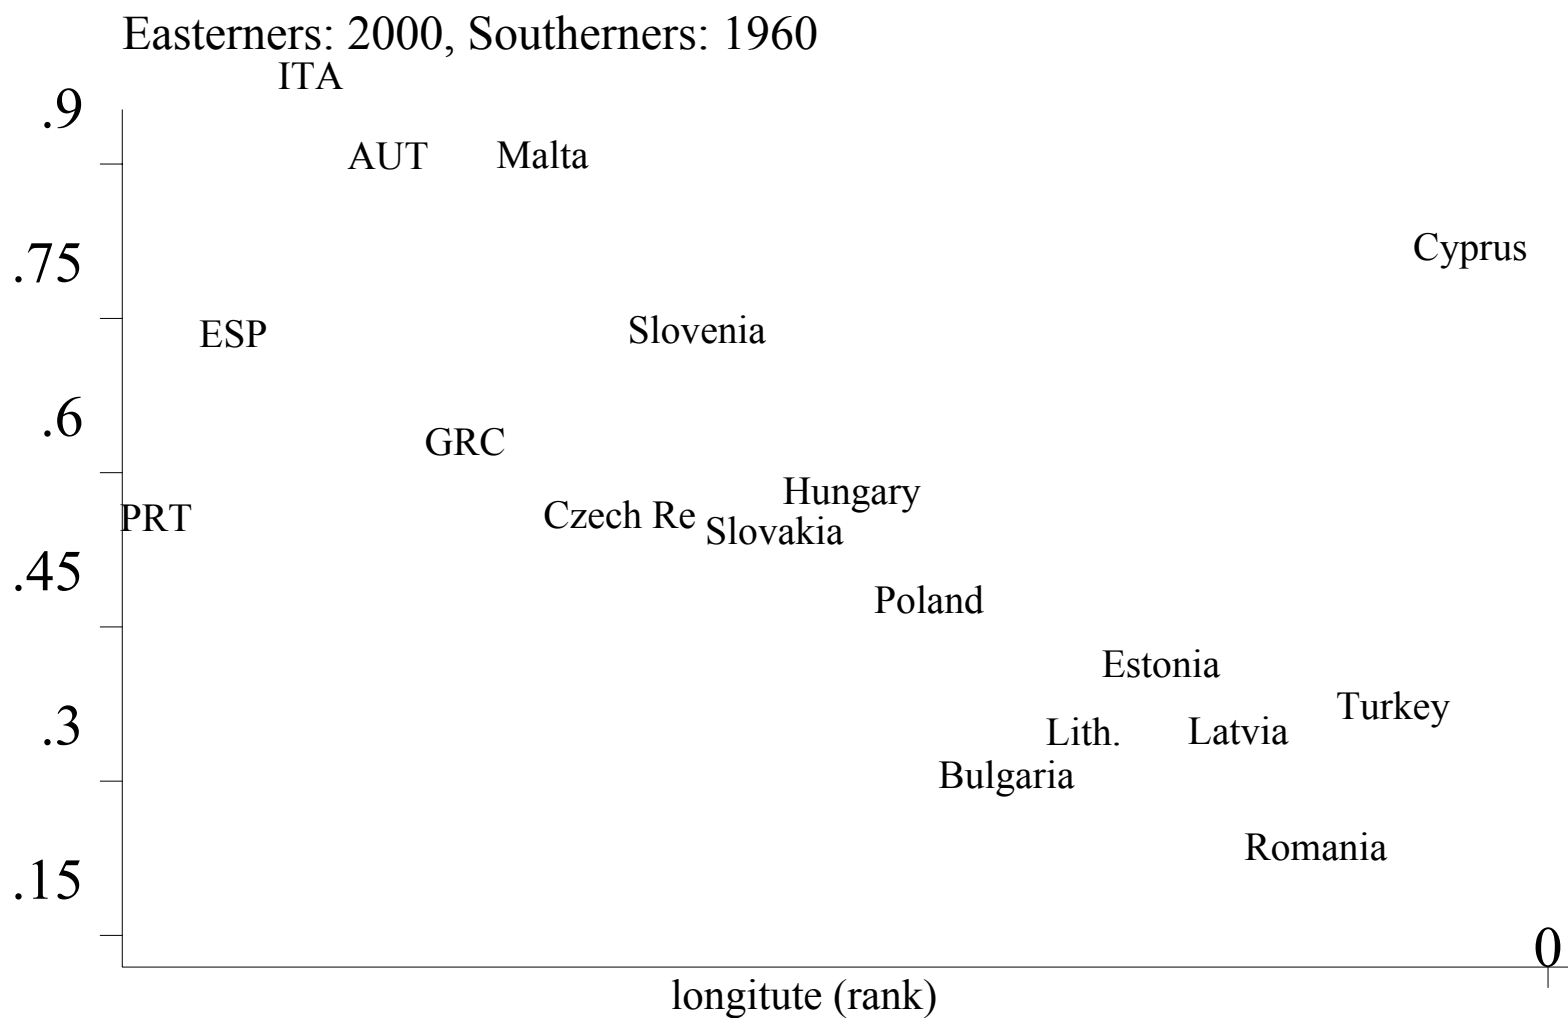 Easterners: 2000, Southerners: 1960
ITA
.9
AUT Malta
Cyprus
.75
ESP Slovenia
.6
GRC
Hungary
PRT Czech Re
Slovakia
.45
Poland
Estonia
Turkey
.3
Lith. Latvia
Bulgaria
Romania
.15
0
longitute (rank)